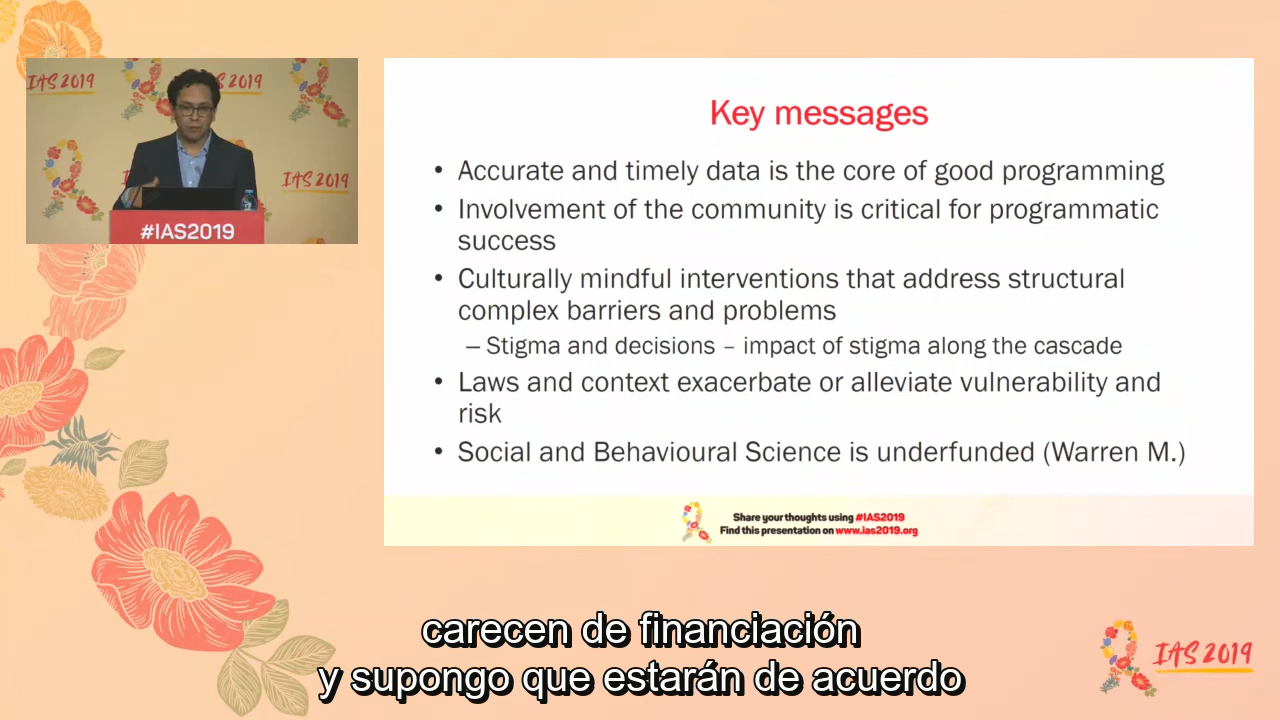 IAS 2019
S 2019
IAS 2019
#IAS2019
Key messages
• Accurate and timely data is the core of good programming
• Involvement of the community is critical for programmatic
success
• Culturally mindful interventions that address structural
complex barriers and problems
– Stigma and decisions – impact of stigma along the cascade
• Laws and context exacerbate or alleviate vulnerability and
risk
• Social and Behavioural Science is underfunded (Warren M.)
Share your thoughts using #IAS2019
Find this presentation on www.ias2019.org
carecen de financiación
y supongo que estarán de acuerdo
IAS 2019